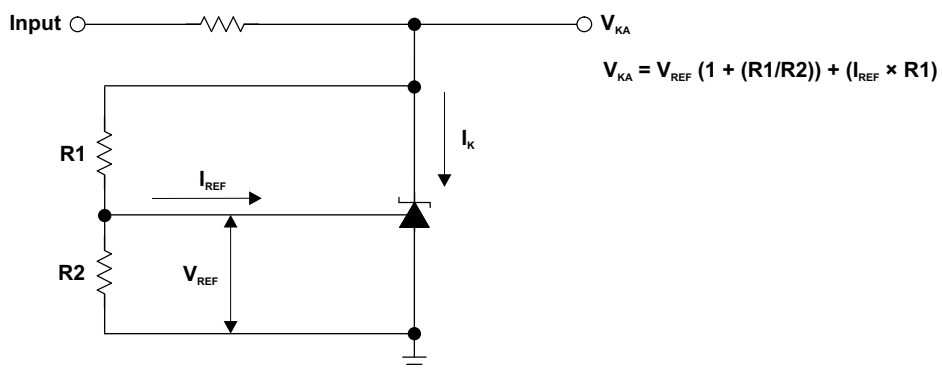 Input
V_KA
V_KA = V_REF (1 + (R1/R2)) + (I_REF × R1)
I_K
R1
I_REF
R2
V_REF